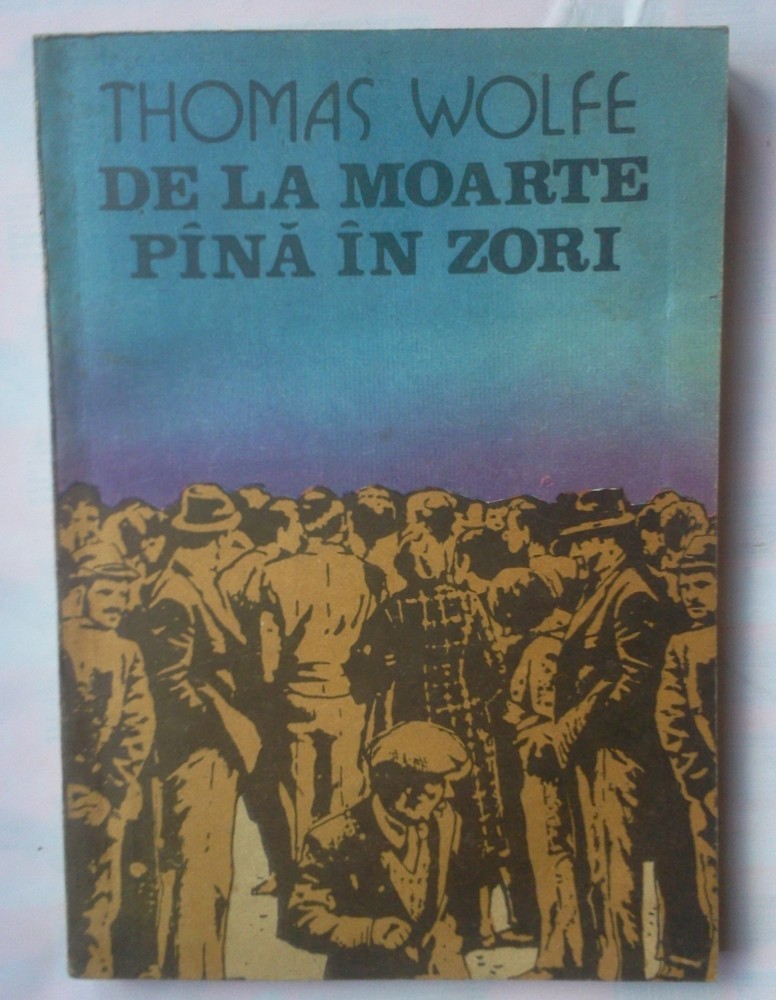 THOMAS WOLFE
DE LA MOARTE
PÎNĂ ÎN ZORI